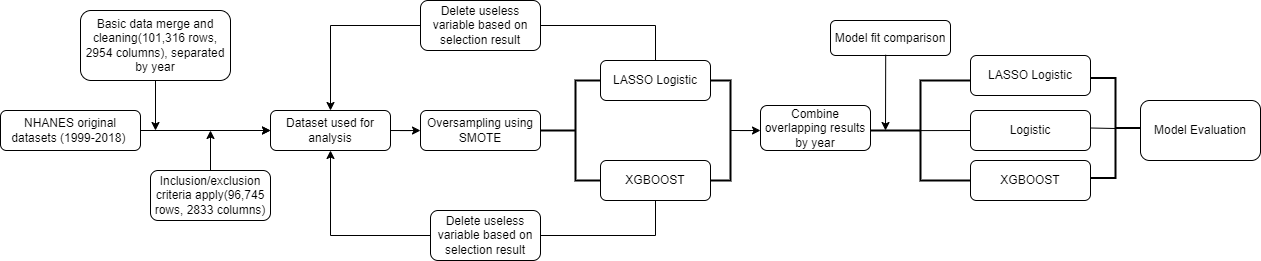 Basic data merge and
cleaning(101,316 rows,
2954 columns), separated
by year
NHANES original
datasets (1999-2018)
Inclusion/exclusion
criteria apply(96,745
rows, 2833 columns)
Dataset used for
analysis
Delete useless
variable based on
selection result
Oversampling using
SMOTE
Delete useless
variable based on
selection result
LASSO Logistic
XGBOOST
Combine
overlapping results
by year
Model fit comparison
LASSO Logistic
Logistic
XGBOOST
Model Evaluation